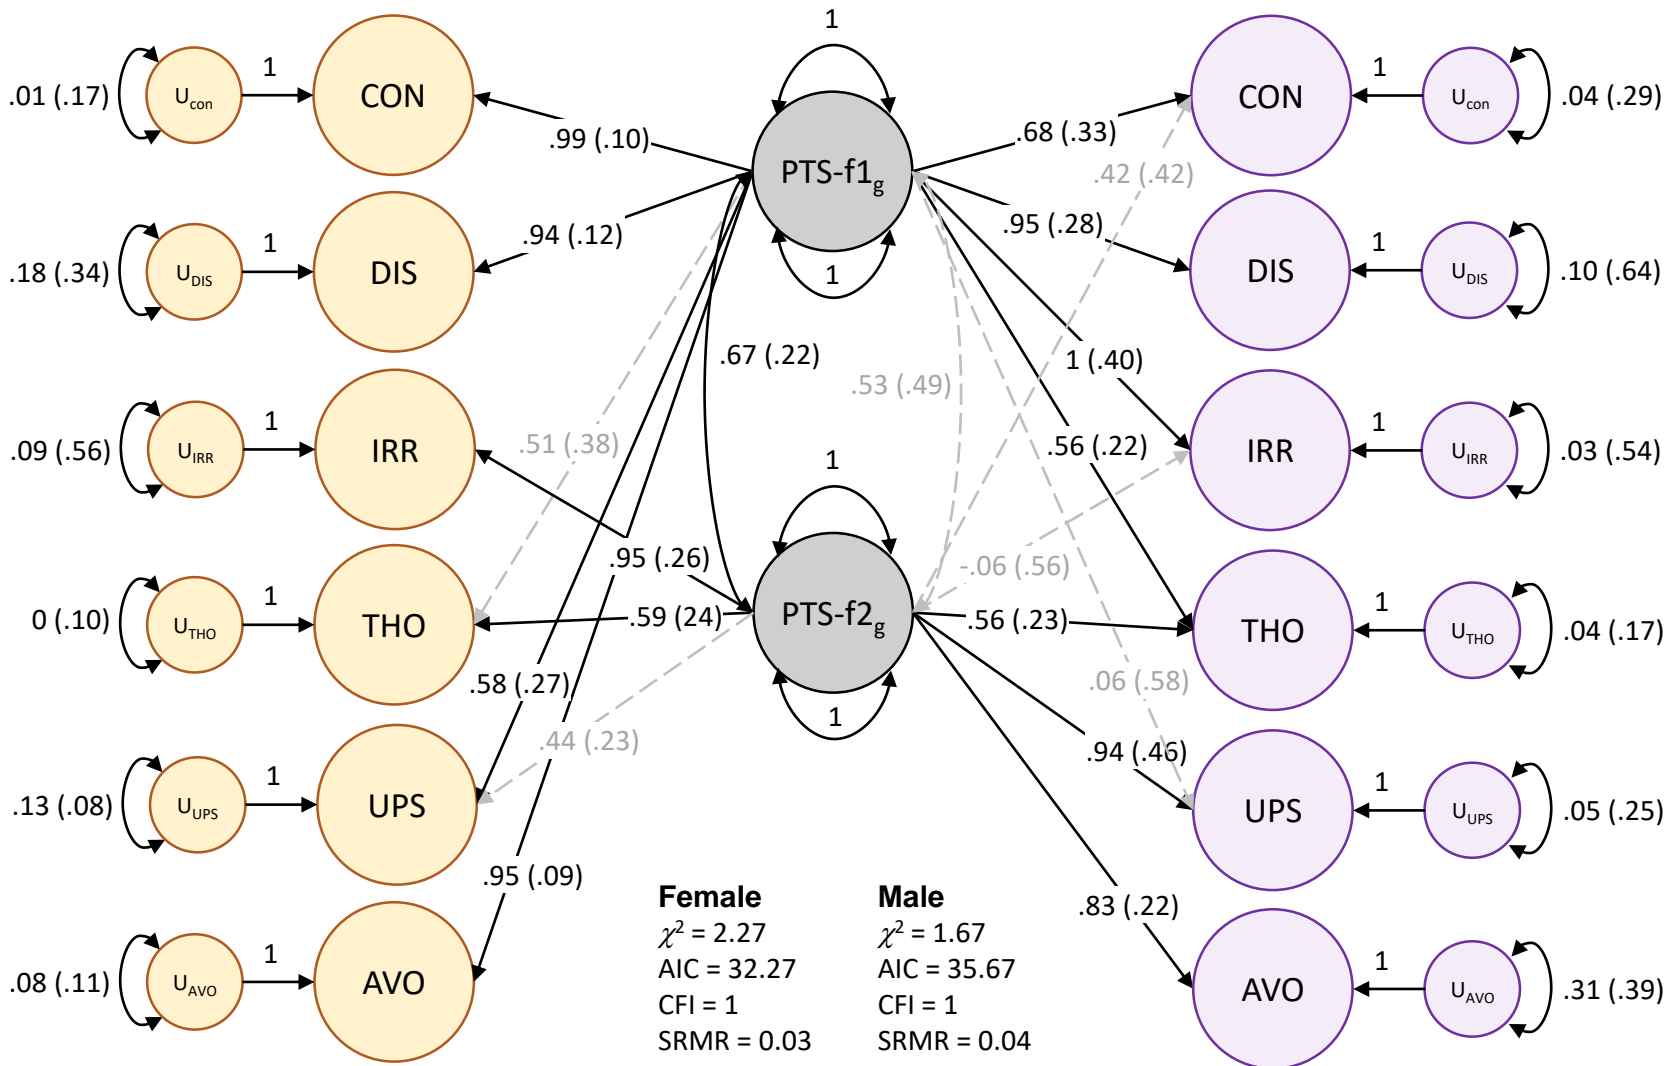 1
.01 (.17)
U_con
1
CON
.99 (.10)
PTS-f1_g
.68 (.33)
CON
1
U_con
.04 (.29)
.42 (.42)
.18 (.34)
U_DIS
1
DIS
.94 (.12)
1
.95 (.28)
DIS
1
U_DIS
.10 (.64)
.67 (.22)
.53 (.49)
1 (.40)
.09 (.56)
U_IRR
1
IRR
.51 (.38)
1
.56 (.22)
IRR
1
U_IRR
.03 (.54)
.95 (.26)
-.06 (.56)
0 (.10)
U_THO
1
THO
.59 (24)
PTS-f2_g
.56 (.23)
THO
1
U_THO
.04 (.17)
.58 (.27)
.06 (.58)
.44 (.23)
1
.94 (.46)
.13 (.08)
U_UPS
1
UPS
UPS
1
U_UPS
.05 (.25)
.95 (.09)
.83 (.22)
.08 (.11)
U_AVO
1
AVO
AVO
1
U_AVO
.31 (.39)
Female
χ² = 2.27
AIC = 32.27
CFI = 1
SRMR = 0.03
Male
χ² = 1.67
AIC = 35.67
CFI = 1
SRMR = 0.04